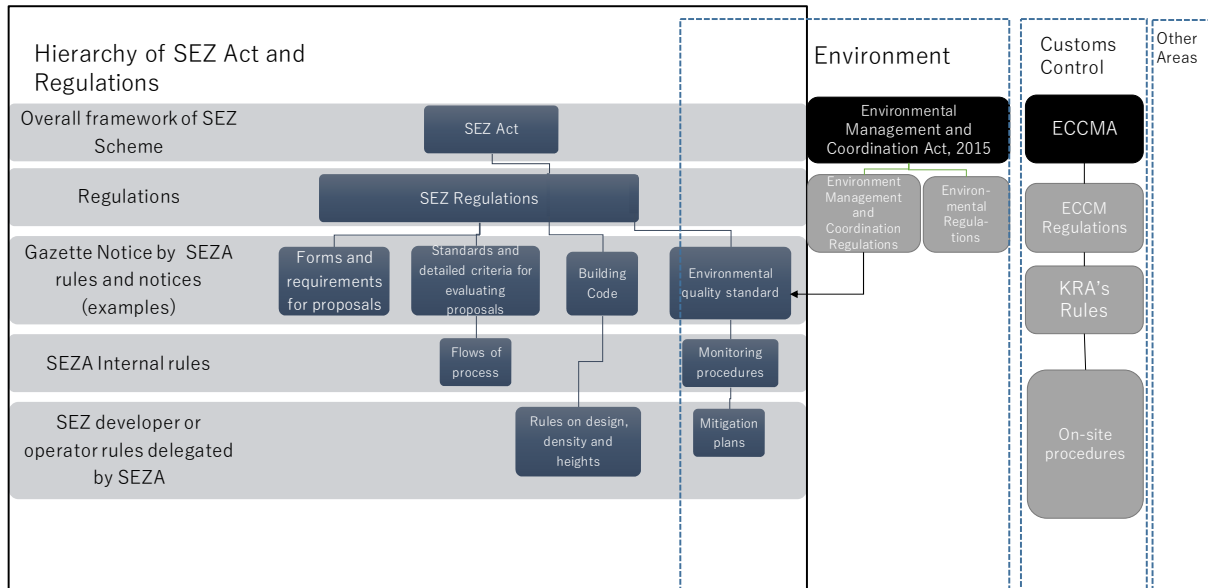 Hierarchy of SEZ Act and
Regulations
Environment
Customs
Control
Other
Areas
Overall framework of SEZ
Scheme
SEZ Act
Environmental
Management and
Coordination Act, 2015
ECCMA
Regulations
SEZ Regulations
Environment
Management
and
Coordination
Regulations
Environ-
mental
Regula-
tions
ECCM
Regulations
Gazette Notice by SEZA
rules and notices
(examples)
Forms and
requirements
for proposals
Standards and
detailed criteria for
evaluating
proposals
Building
Code
Environmental
quality standard
KRA's
Rules
SEZA Internal rules
Flows of
process
Monitoring
procedures
SEZ developer or
operator rules delegated
by SEZA
Rules on design,
density and
heights
Mitigation
plans
On-site
procedures